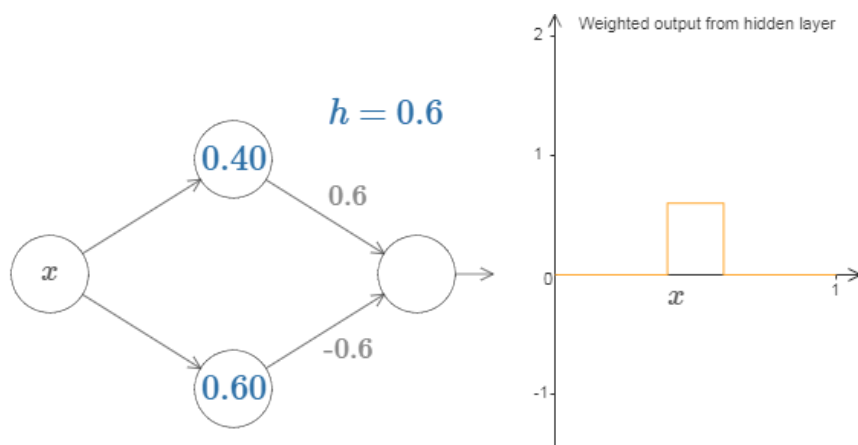 h = 0.6
0.40
0.6
x
-0.6
0.60
Weighted output from hidden layer
2
1
0
1
x
-1